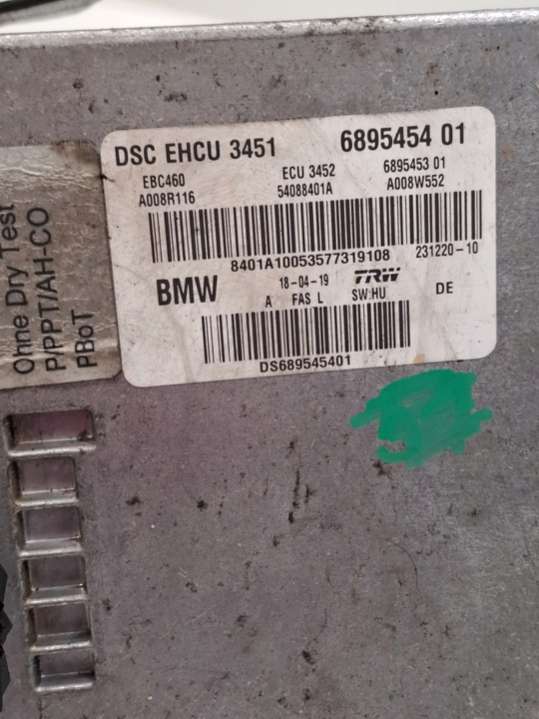 DSC EHCU 3451 6895454 01
EBC460 ECU 3452 6895453 01
A008R116 54088401A A008W552
8401A10053577319108 231220-10
BMW 18-04-19 TRW
A FAS L SW:HU DE
DS689545401
Ohne Dry Test
P/PPT/AH-CO
PBoT